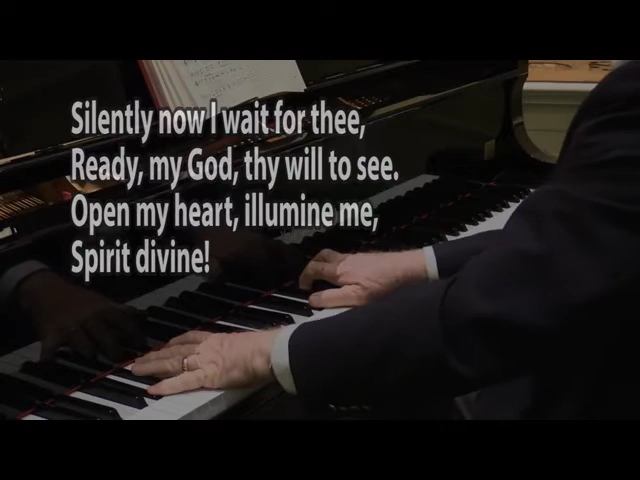 Silently now I wait for thee,
Ready, my God, thy will to see.
Open my heart, illumine me,
Spirit divine!